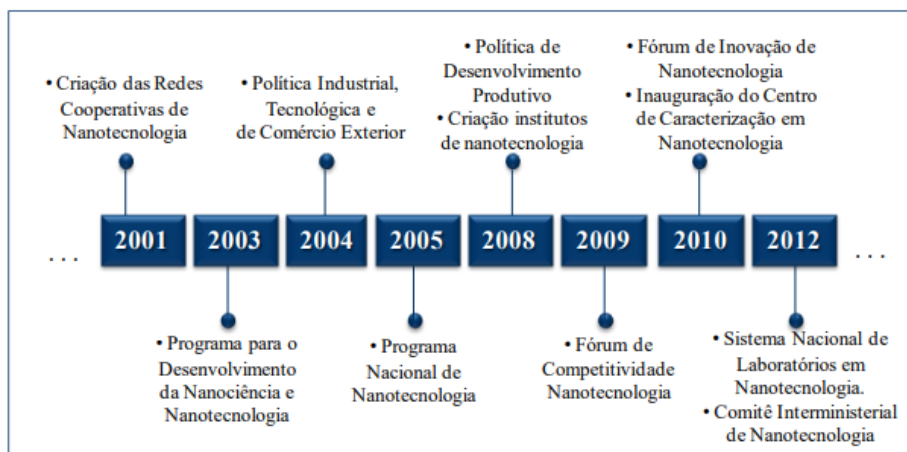 • Criação das Redes
Cooperativas de
Nanotecnologia
• Política Industrial,
Tecnológica e
de Comércio Exterior
• Política de
Desenvolvimento
Produtivo
• Criação institutos
de nanotecnologia
• Fórum de Inovação de
Nanotecnologia
• Inauguração do Centro
de Caracterização em
Nanotecnologia
. . . 2001 2003 2004 2005 2008 2009 2010 2012 . . .
• Programa para o
Desenvolvimento
da Nanociência e
Nanotecnologia
• Programa
Nacional de
Nanotecnologia
• Fórum de
Competitividade
Nanotecnologia
• Sistema Nacional de
Laboratórios em
Nanotecnologia.
• Comitê Interministerial
de Nanotecnologia